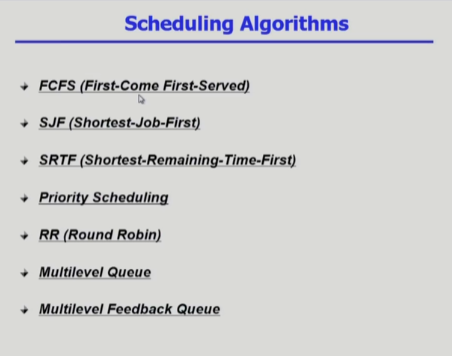 Scheduling Algorithms
FCFS (First-Come First-Served)
SJF (Shortest-Job-First)
SRTF (Shortest-Remaining-Time-First)
Priority Scheduling
RR (Round Robin)
Multilevel Queue
Multilevel Feedback Queue